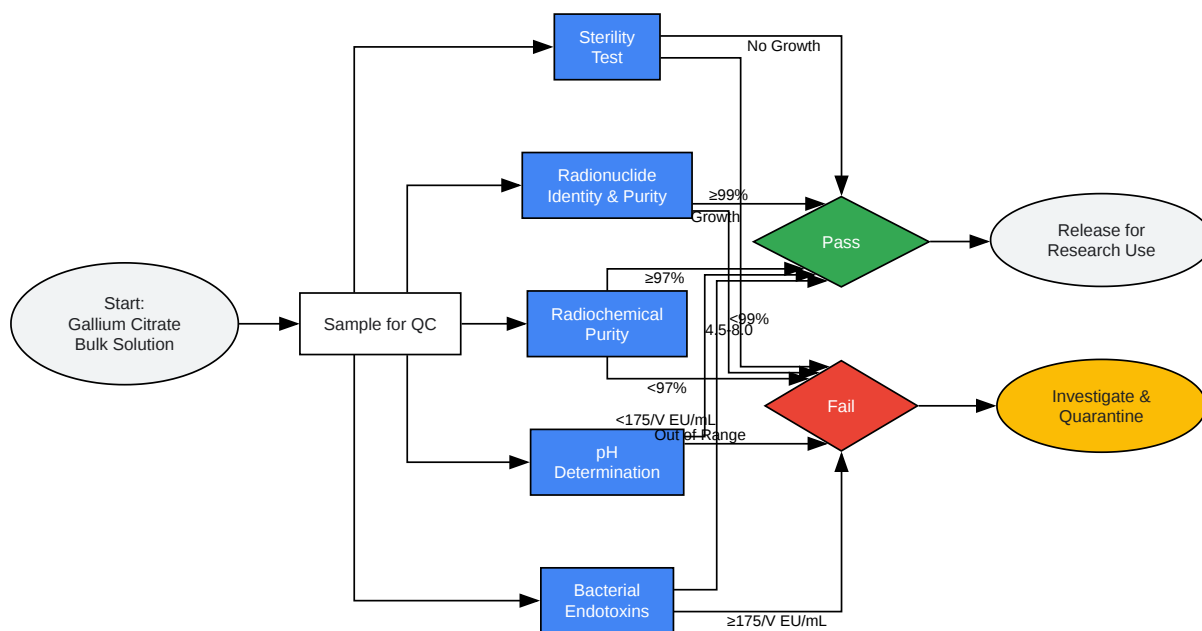 Sterility
Test
No Growth
Radionuclide
Identity & Purity
≥99%
Growth
Pass
Release for
Research Use
Start:
Gallium Citrate
Bulk Solution
Sample for QC
≥97%
Radiochemical
Purity
<99%
4.5-8.0
<97%
Fail
Investigate &
Quarantine
<175/V EU/mL
Out of Range
pH
Determination
Bacterial
Endotoxins
≥175/V EU/mL